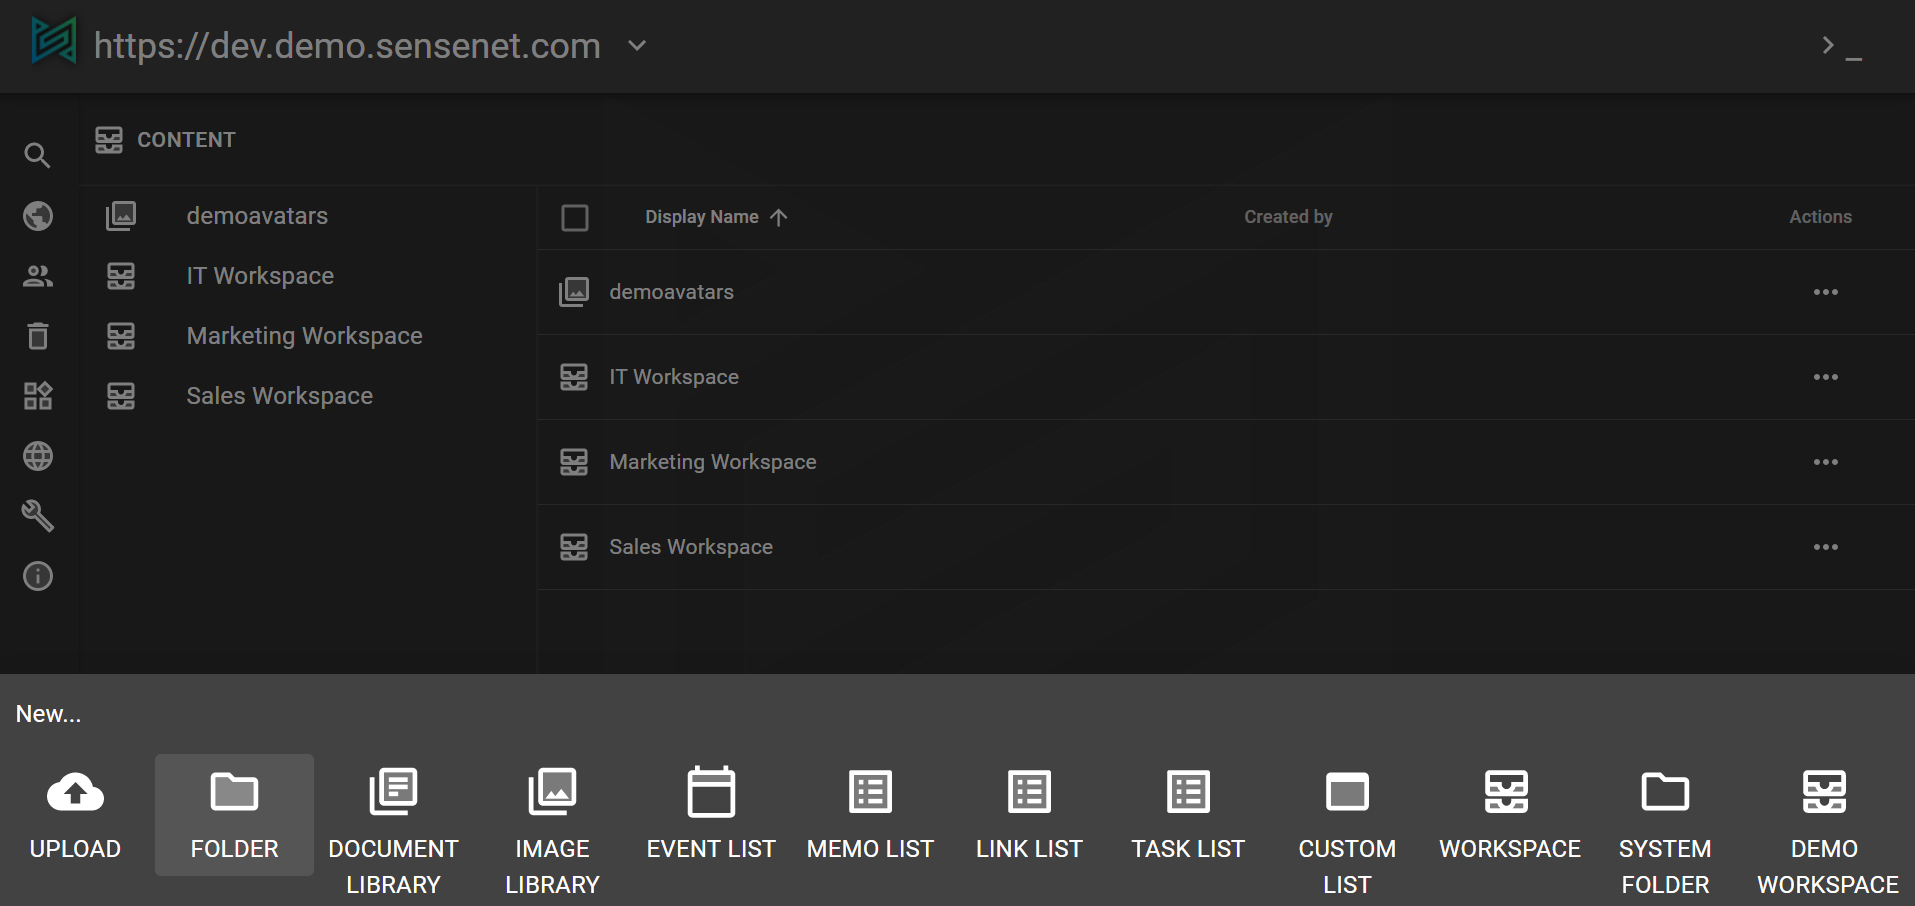 https://dev.demo.sensenet.com
CONTENT
demoavatars
IT Workspace
Marketing Workspace
Sales Workspace
Display Name Created by Actions
demoavatars
IT Workspace
Marketing Workspace
Sales Workspace
New...
UPLOAD
FOLDER
DOCUMENT
LIBRARY
IMAGE
LIBRARY
EVENT LIST
MEMO LIST
LINK LIST
TASK LIST
CUSTOM
LIST
WORKSPACE
SYSTEM
FOLDER
DEMO
WORKSPACE